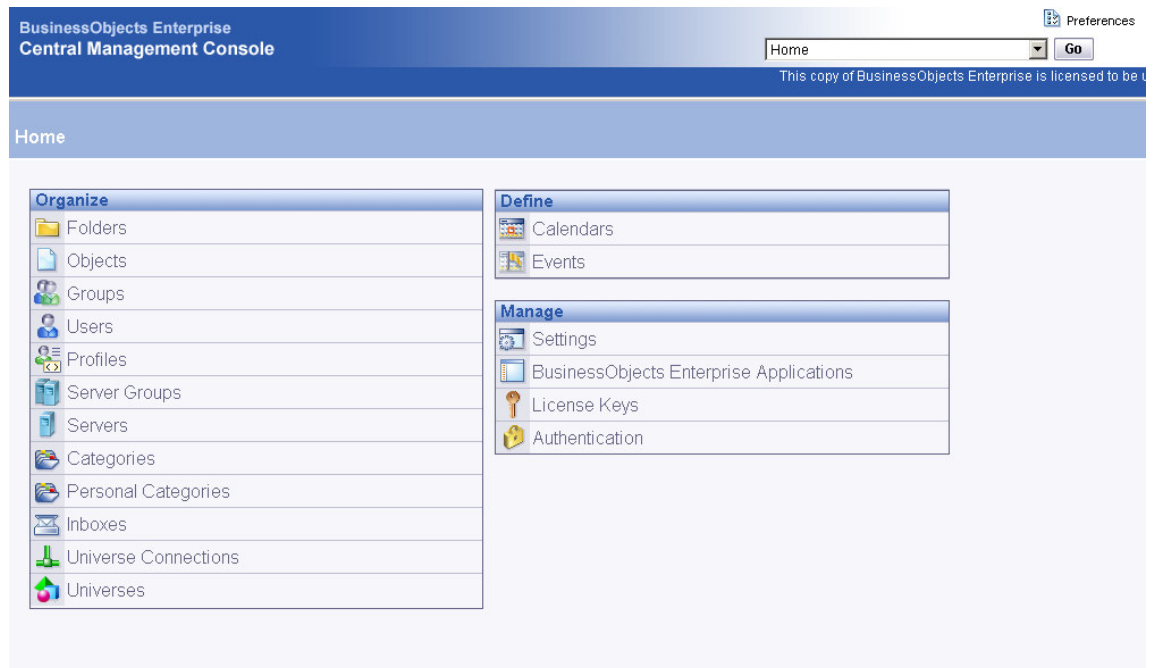 BusinessObjects Enterprise
Central Management Console
Preferences
Home
Go
This copy of BusinessObjects Enterprise is licensed to be
Home
Organize
Folders
Objects
Groups
Users
Profiles
Server Groups
Servers
Categories
Personal Categories
Inboxes
Universe Connections
Universes
Define
Calendars
Events
Manage
Settings
BusinessObjects Enterprise Applications
License Keys
Authentication